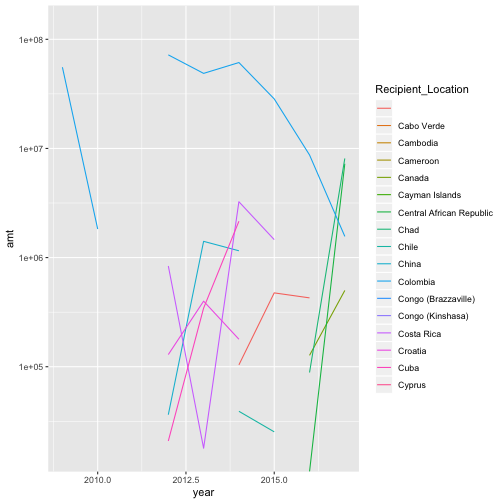 1e+08
1e+07
1e+06
1e+05
amt
2010.0
2012.5
2015.0
year
Recipient_Location
Cabo Verde
Cambodia
Cameroon
Canada
Cayman Islands
Central African Republic
Chad
Chile
China
Colombia
Congo (Brazzaville)
Congo (Kinshasa)
Costa Rica
Croatia
Cuba
Cyprus